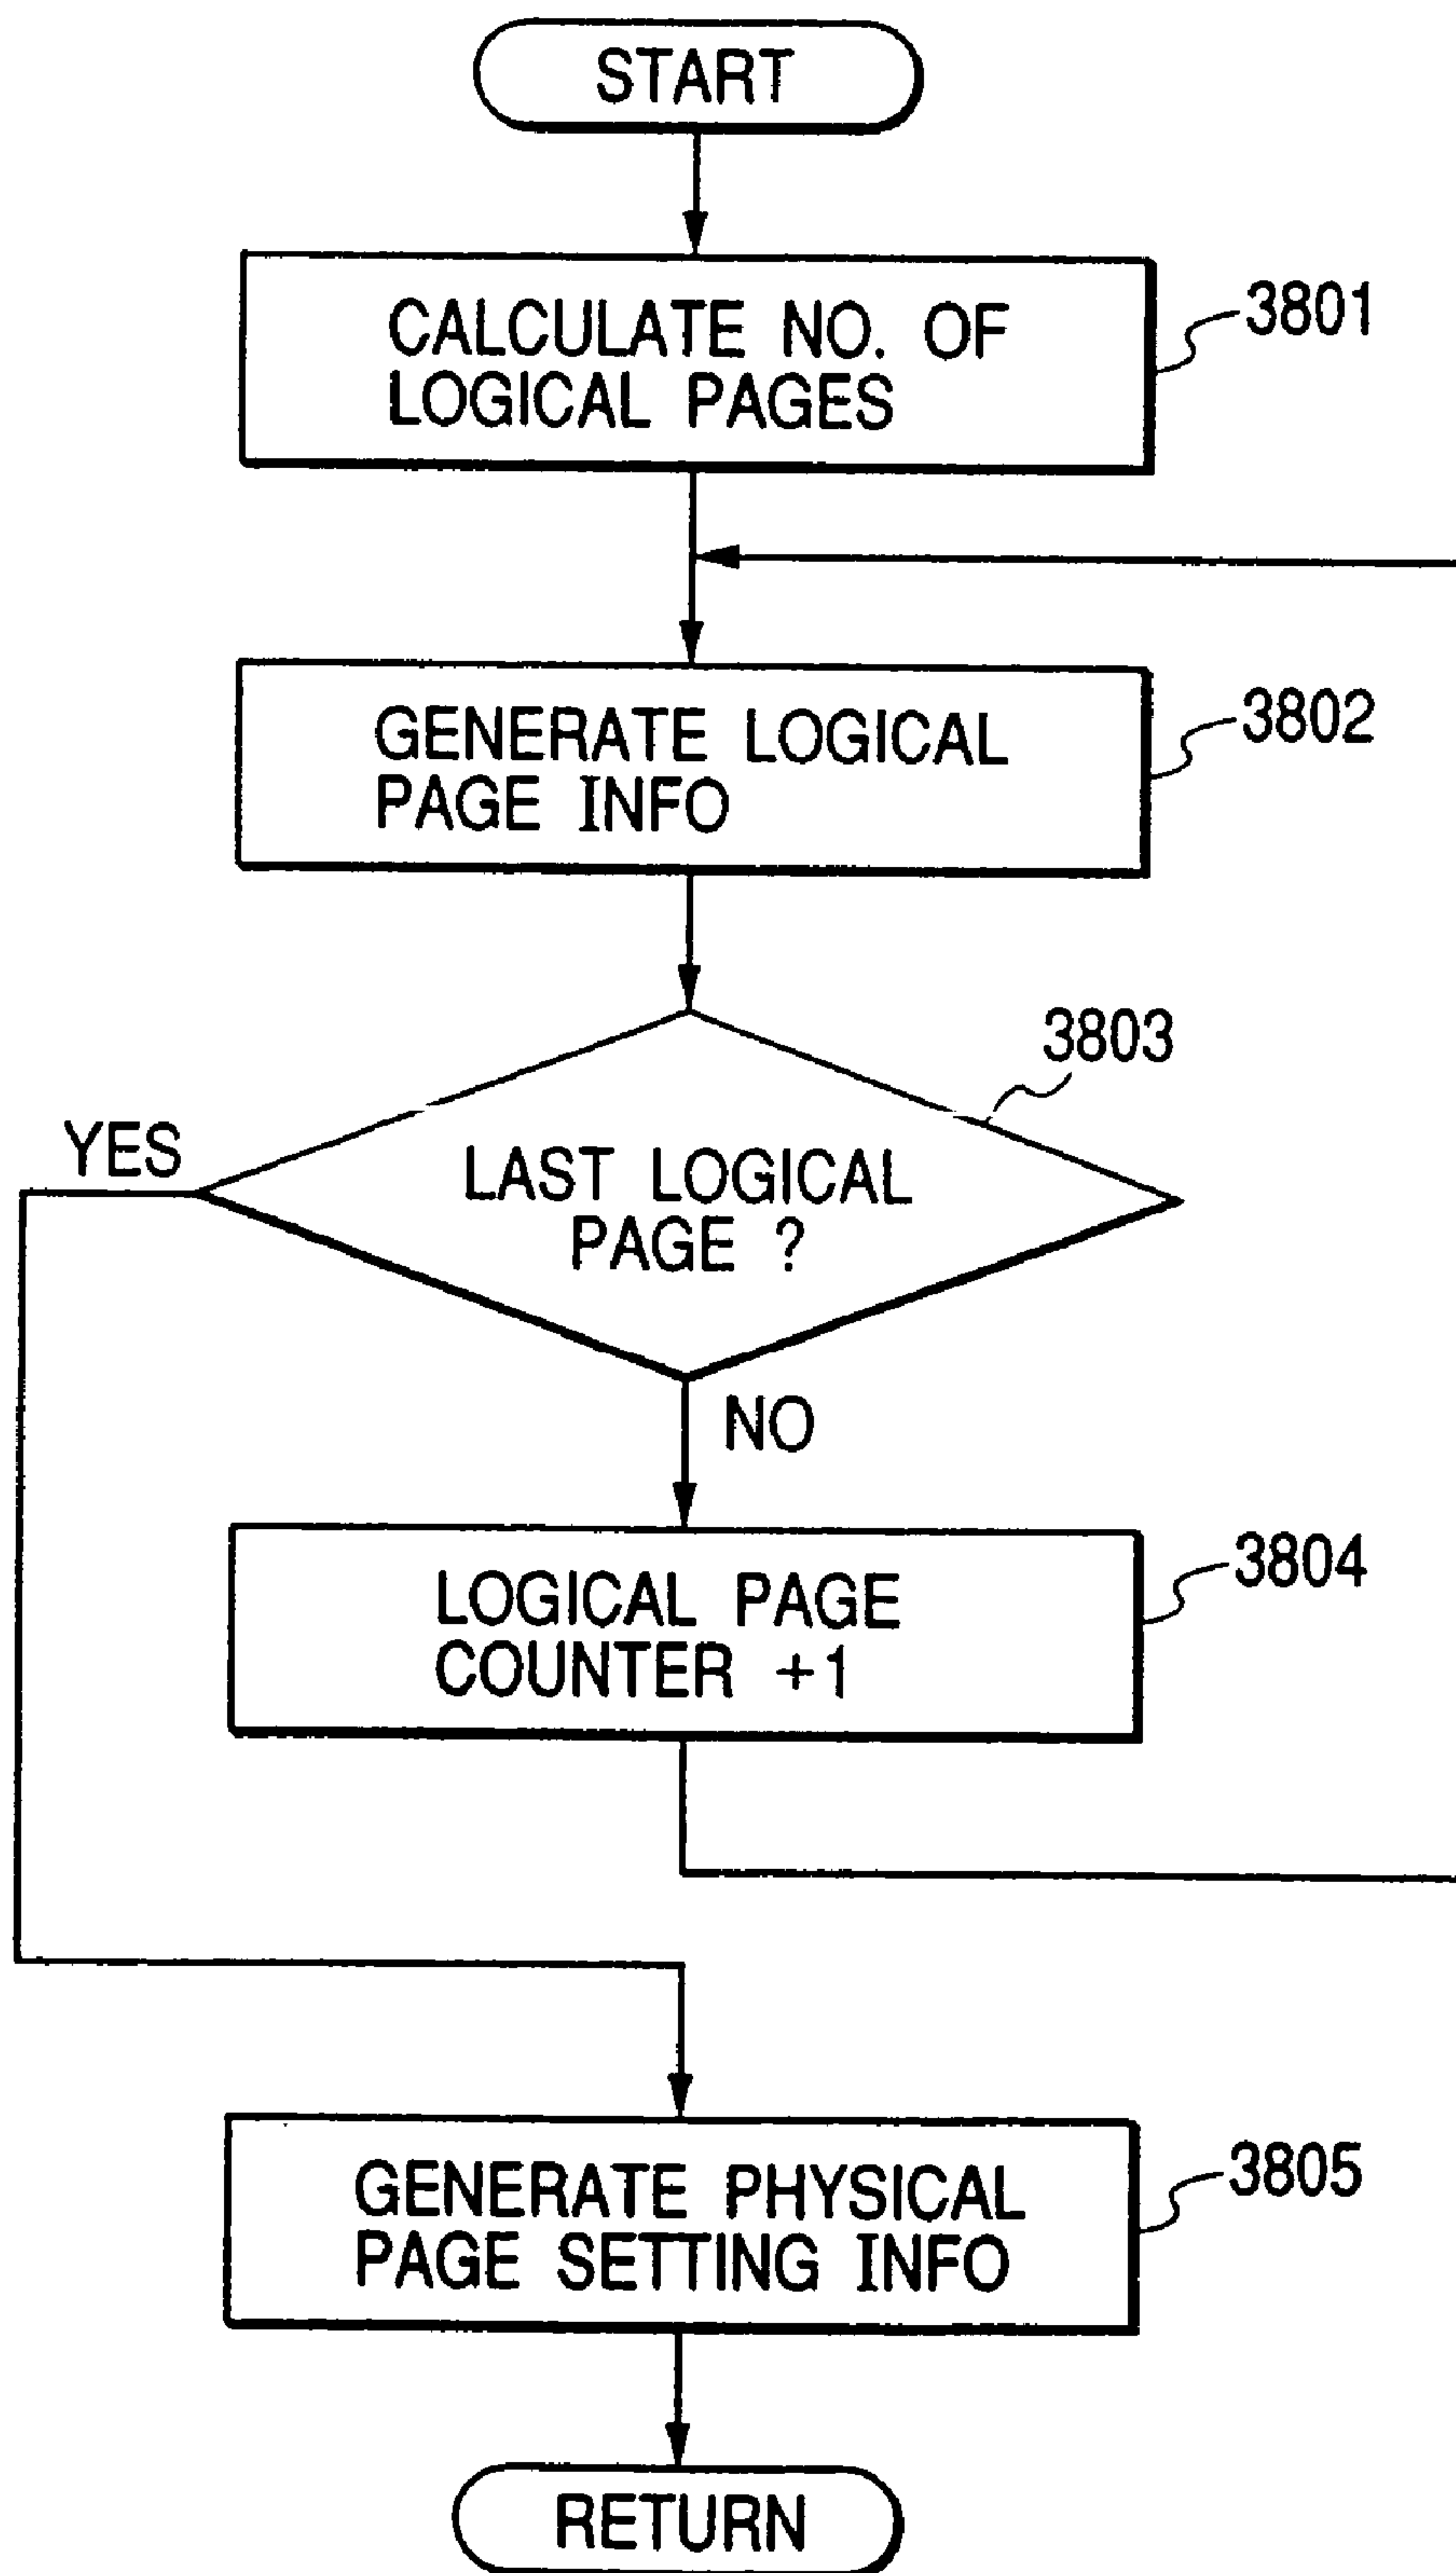 START
CALCULATE NO. OF
LOGICAL PAGES
3801
GENERATE LOGICAL
PAGE INFO
3802
3803
YES
LAST LOGICAL
PAGE ?
NO
LOGICAL PAGE
COUNTER +1
3804
GENERATE PHYSICAL
PAGE SETTING INFO
3805
RETURN